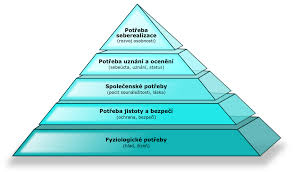 Potřeba
seberealizace
(rozvoj osobnosti)
Potřeba uznání a ocenění
(sebeúcta, uznání, status)
Společenské potřeby
(pocit sounáležitosti, láska)
Potřeba jistoty a bezpečí
(ochrana, bezpečí)
Fyziologické potřeby
(hlad, žízeň)